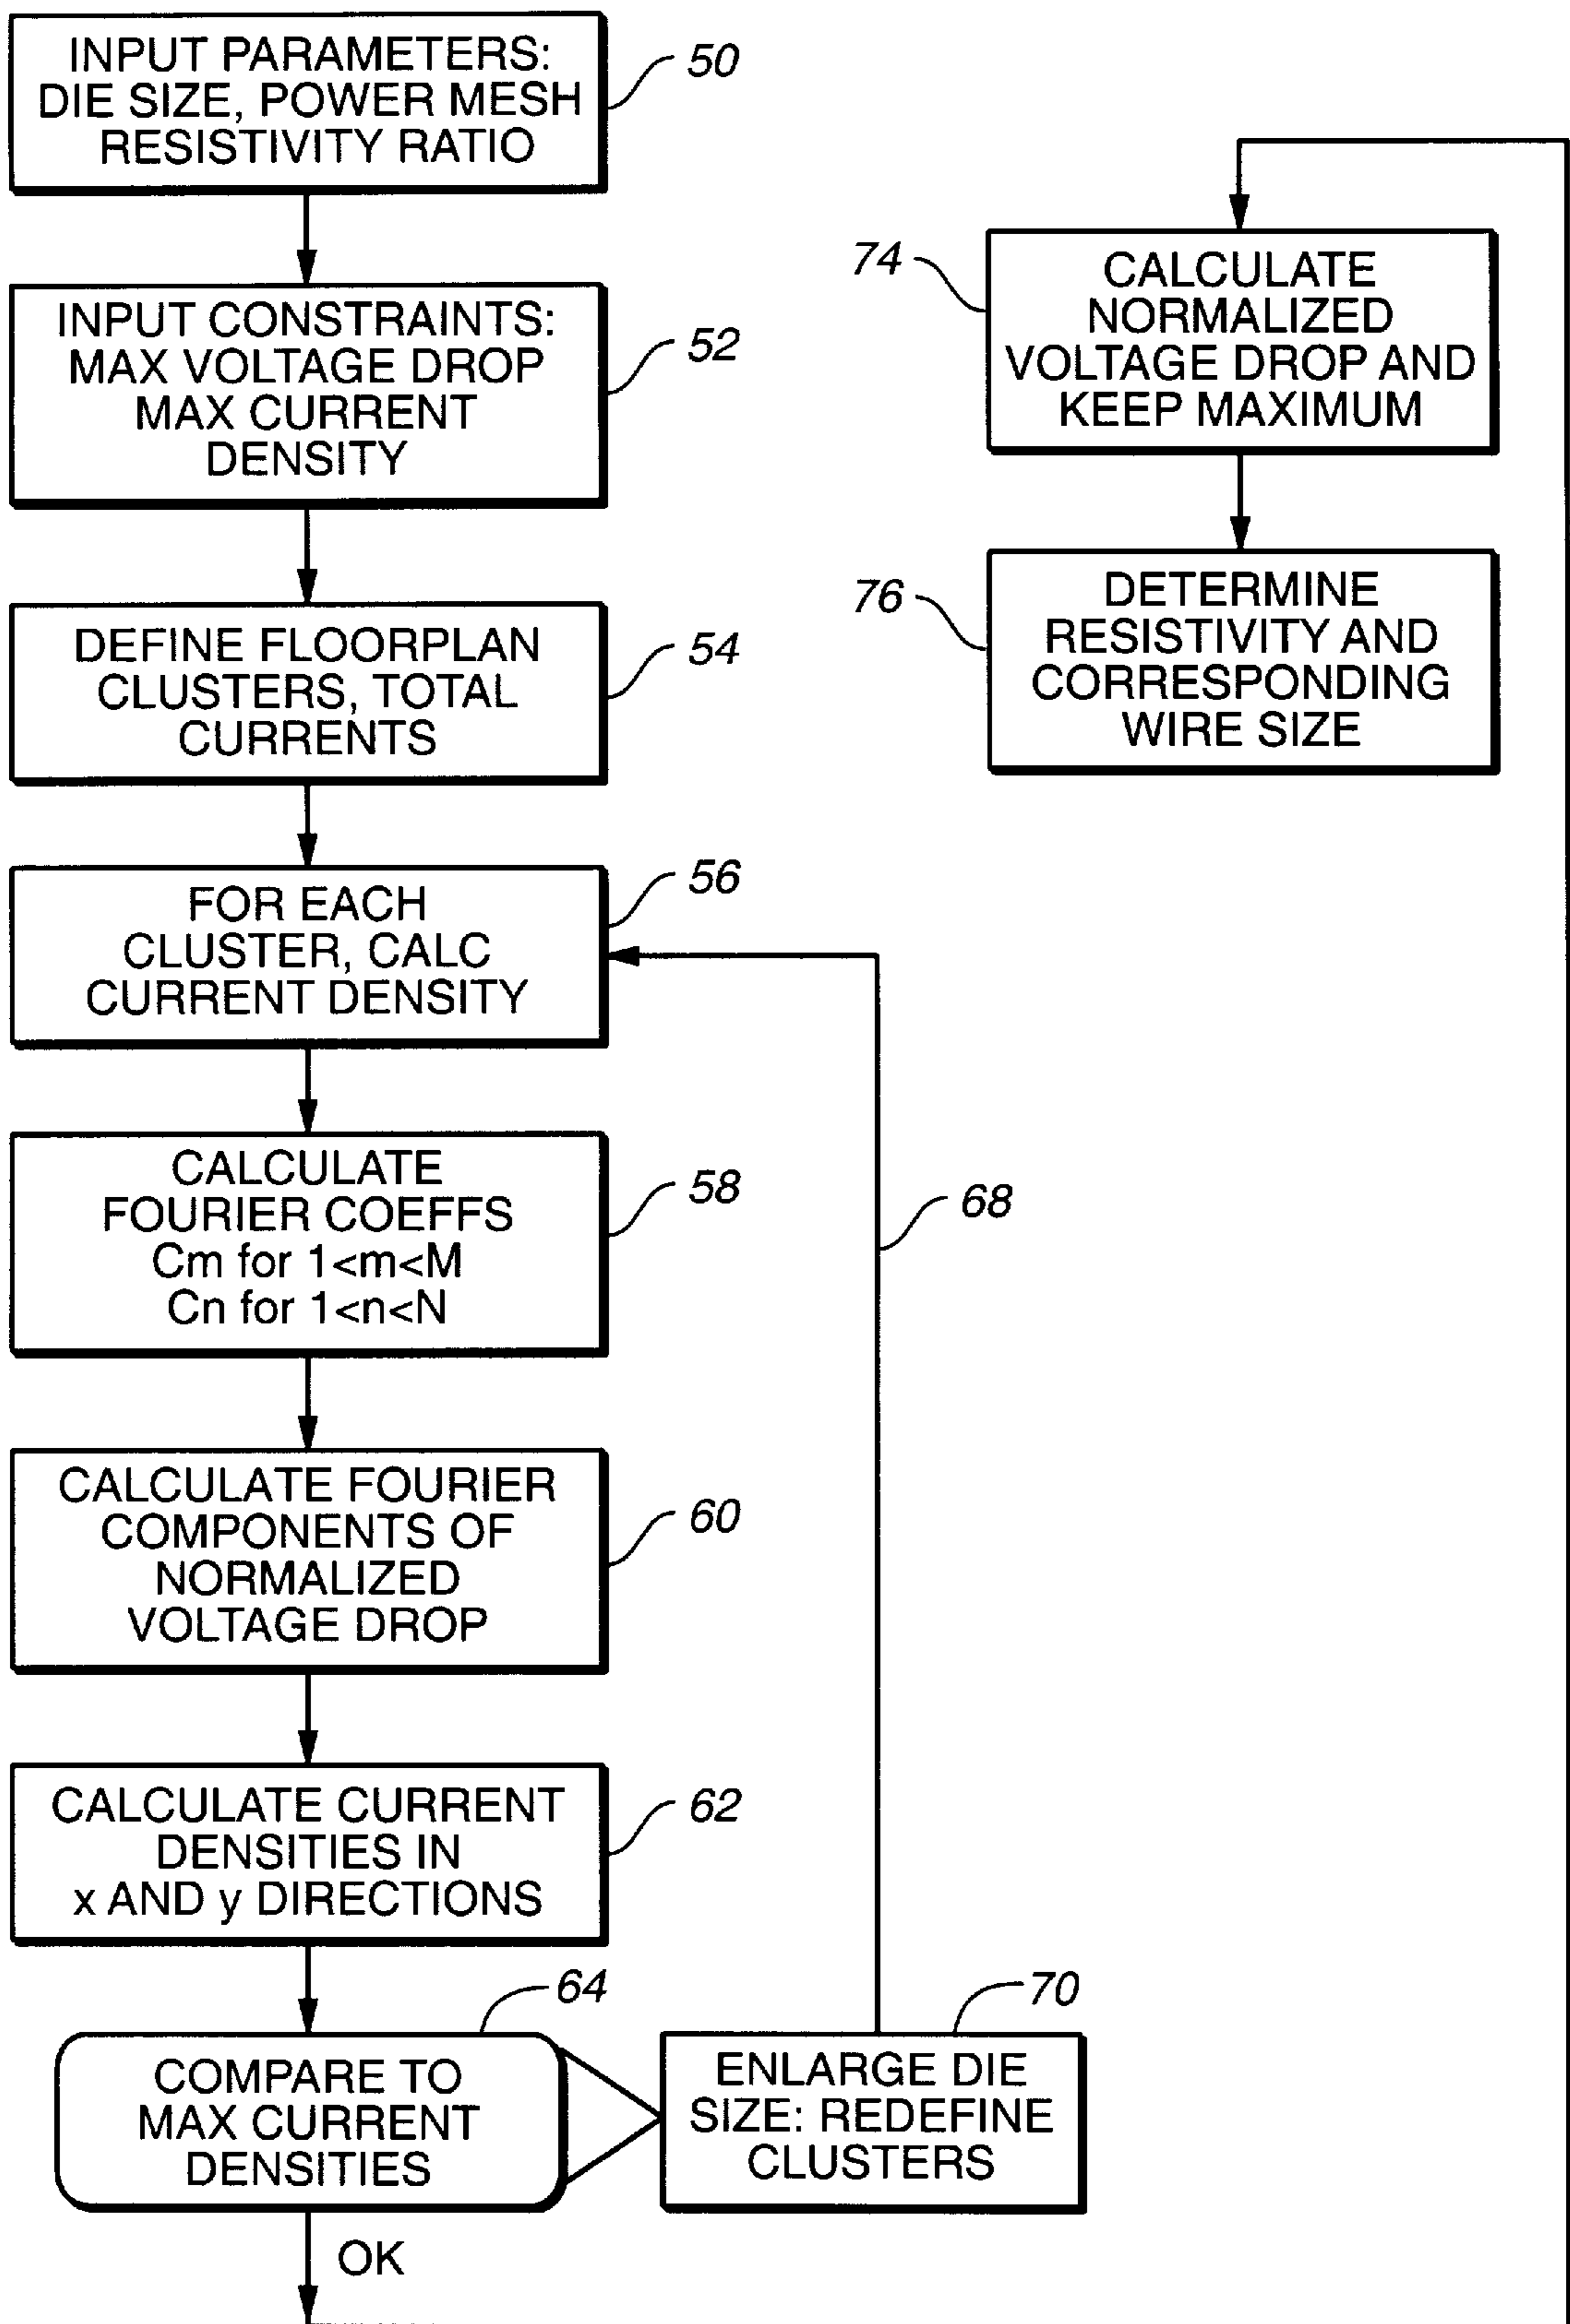 INPUT PARAMETERS:
DIE SIZE, POWER MESH
RESISTIVITY RATIO
50
INPUT CONSTRAINTS:
MAX VOLTAGE DROP
MAX CURRENT
DENSITY
52
DEFINE FLOORPLAN
CLUSTERS, TOTAL
CURRENTS
54
FOR EACH
CLUSTER, CALC
CURRENT DENSITY
56
CALCULATE
FOURIER COEFFS
Cm for 1<m<M
Cn for 1<n<N
58
68
CALCULATE FOURIER
COMPONENTS OF
NORMALIZED
VOLTAGE DROP
60
CALCULATE CURRENT
DENSITIES IN
x AND y DIRECTIONS
62
COMPARE TO
MAX CURRENT
DENSITIES
64
OK
ENLARGE DIE
SIZE: REDEFINE
CLUSTERS
70
74
CALCULATE
NORMALIZED
VOLTAGE DROP AND
KEEP MAXIMUM
76
DETERMINE
RESISTIVITY AND
CORRESPONDING
WIRE SIZE